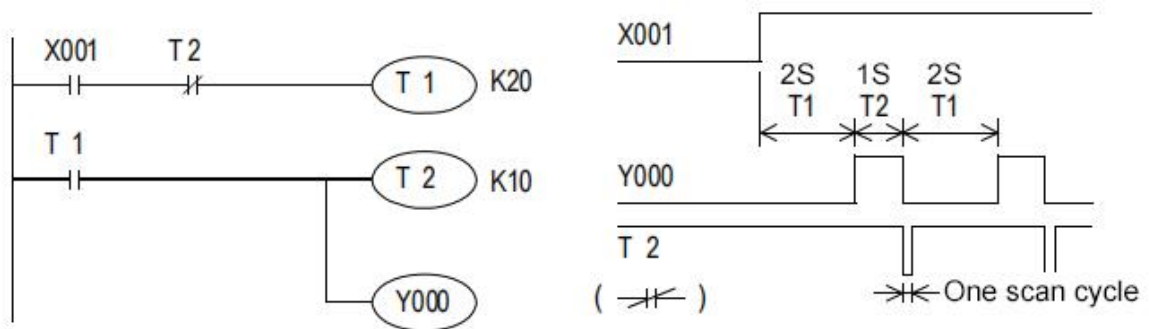 X001 T 2
T 1 K20
T 1
T 2 K10
Y000
X001
2S 1S 2S
T1 T2 T1
Y000
T 2
( )
One scan cycle